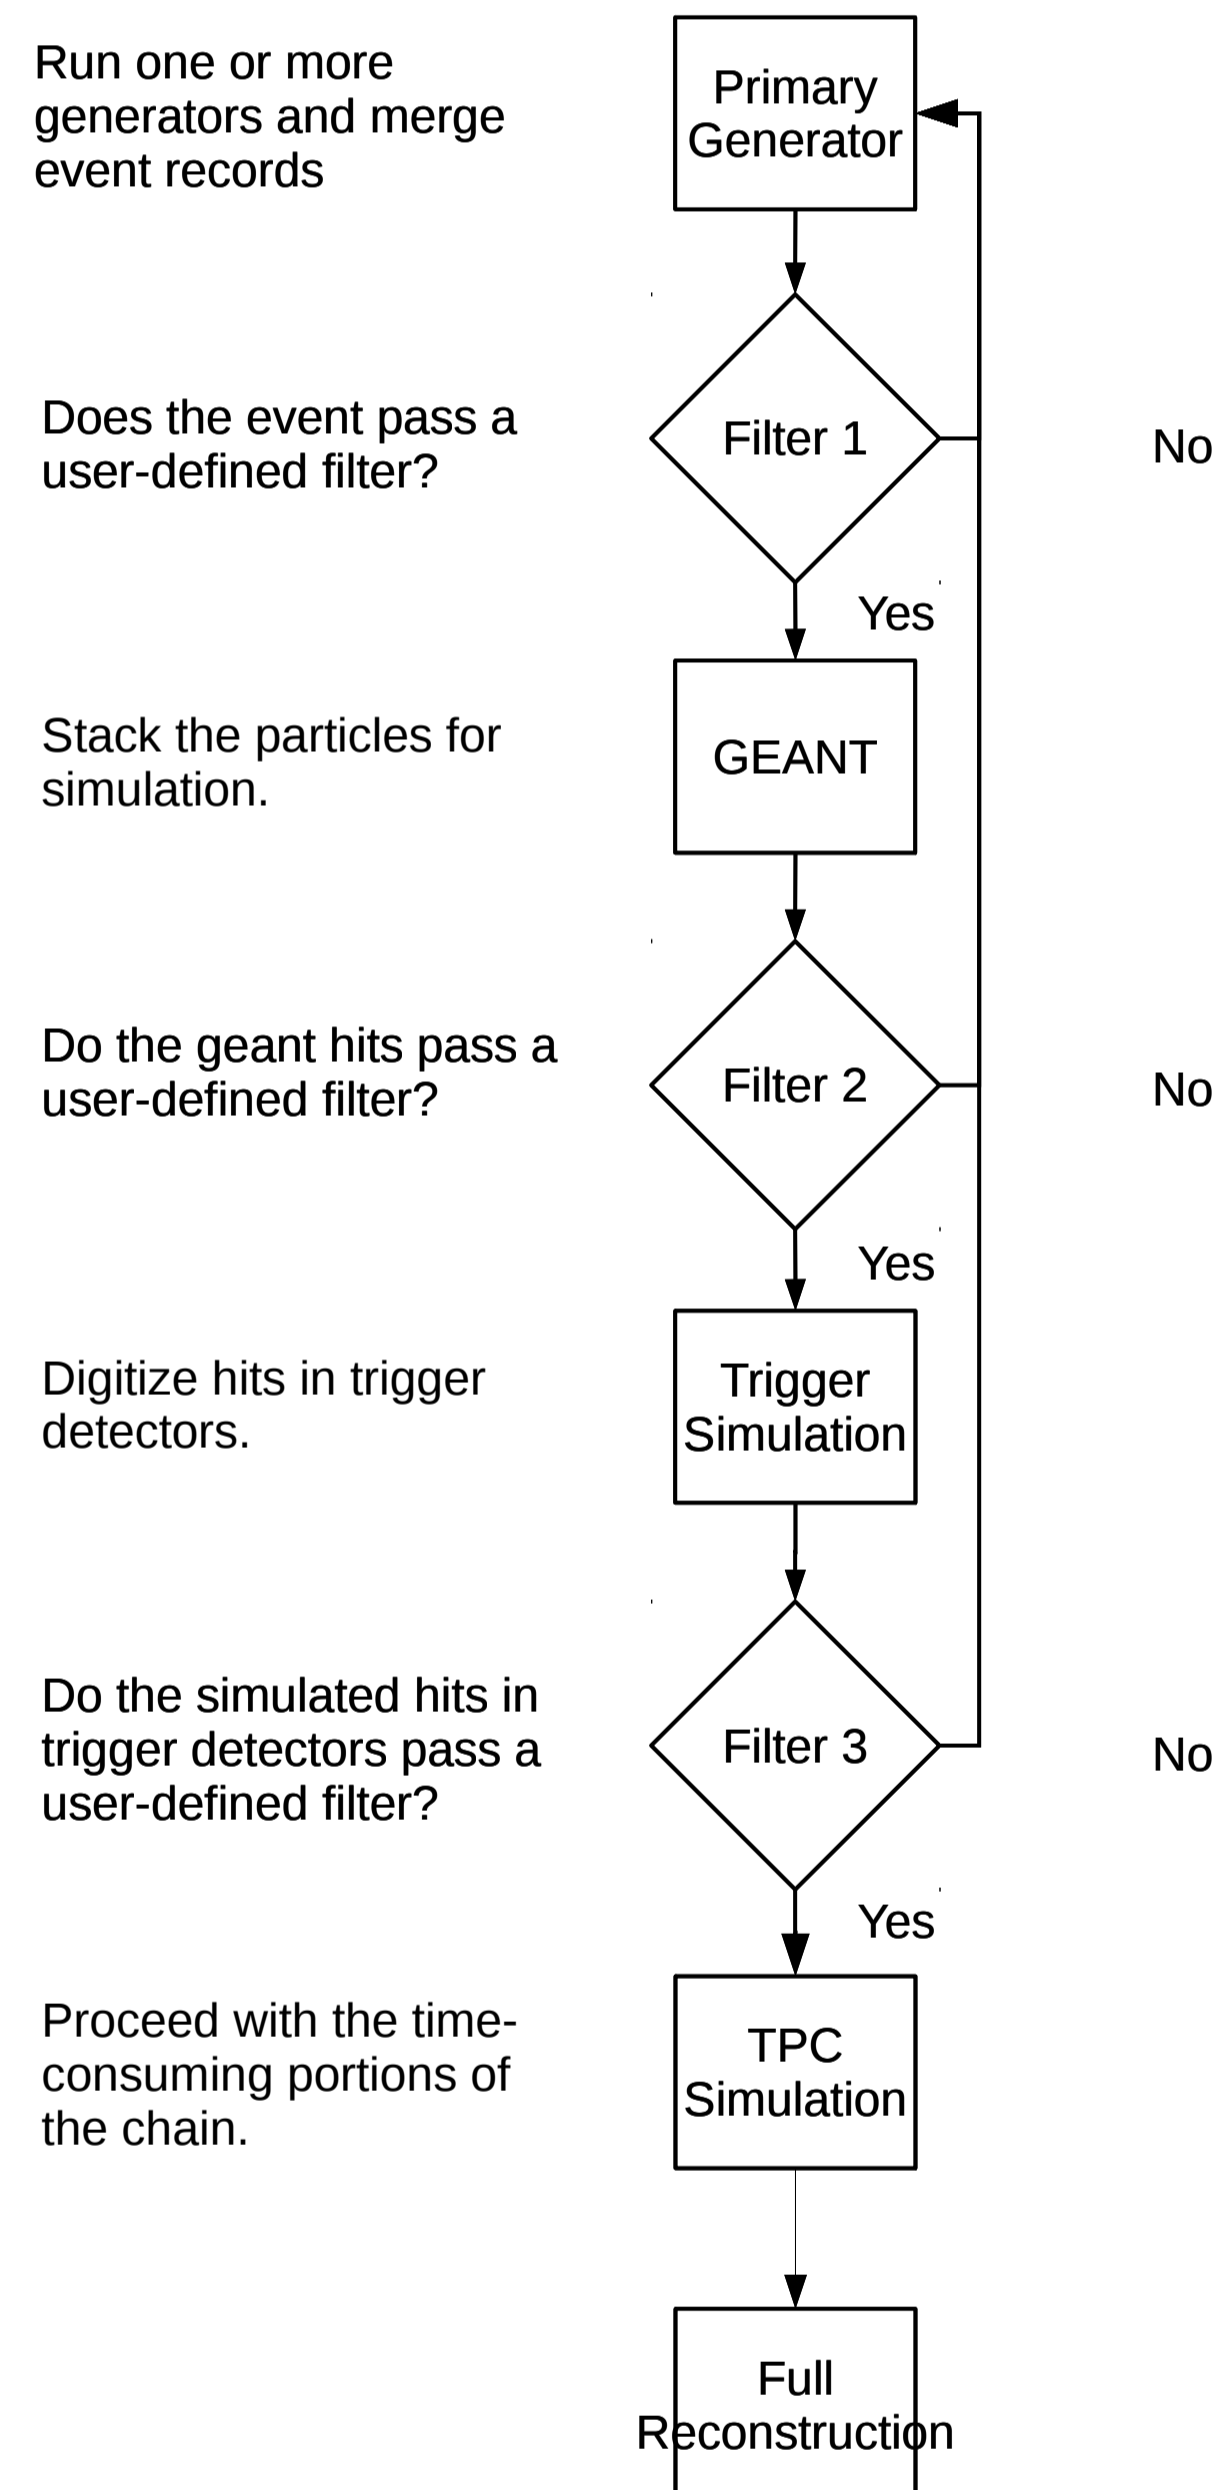 Run one or more
generators and merge
event records
Primary
Generator
Does the event pass a
user-defined filter?
Filter 1
No
Yes
Stack the particles for
simulation.
GEANT
Do the geant hits pass a
user-defined filter?
Filter 2
No
Yes
Digitize hits in trigger
detectors.
Trigger
Simulation
Do the simulated hits in
trigger detectors pass a
user-defined filter?
Filter 3
No
Yes
Proceed with the time-
consuming portions of
the chain.
TPC
Simulation
Full
Reconstruction